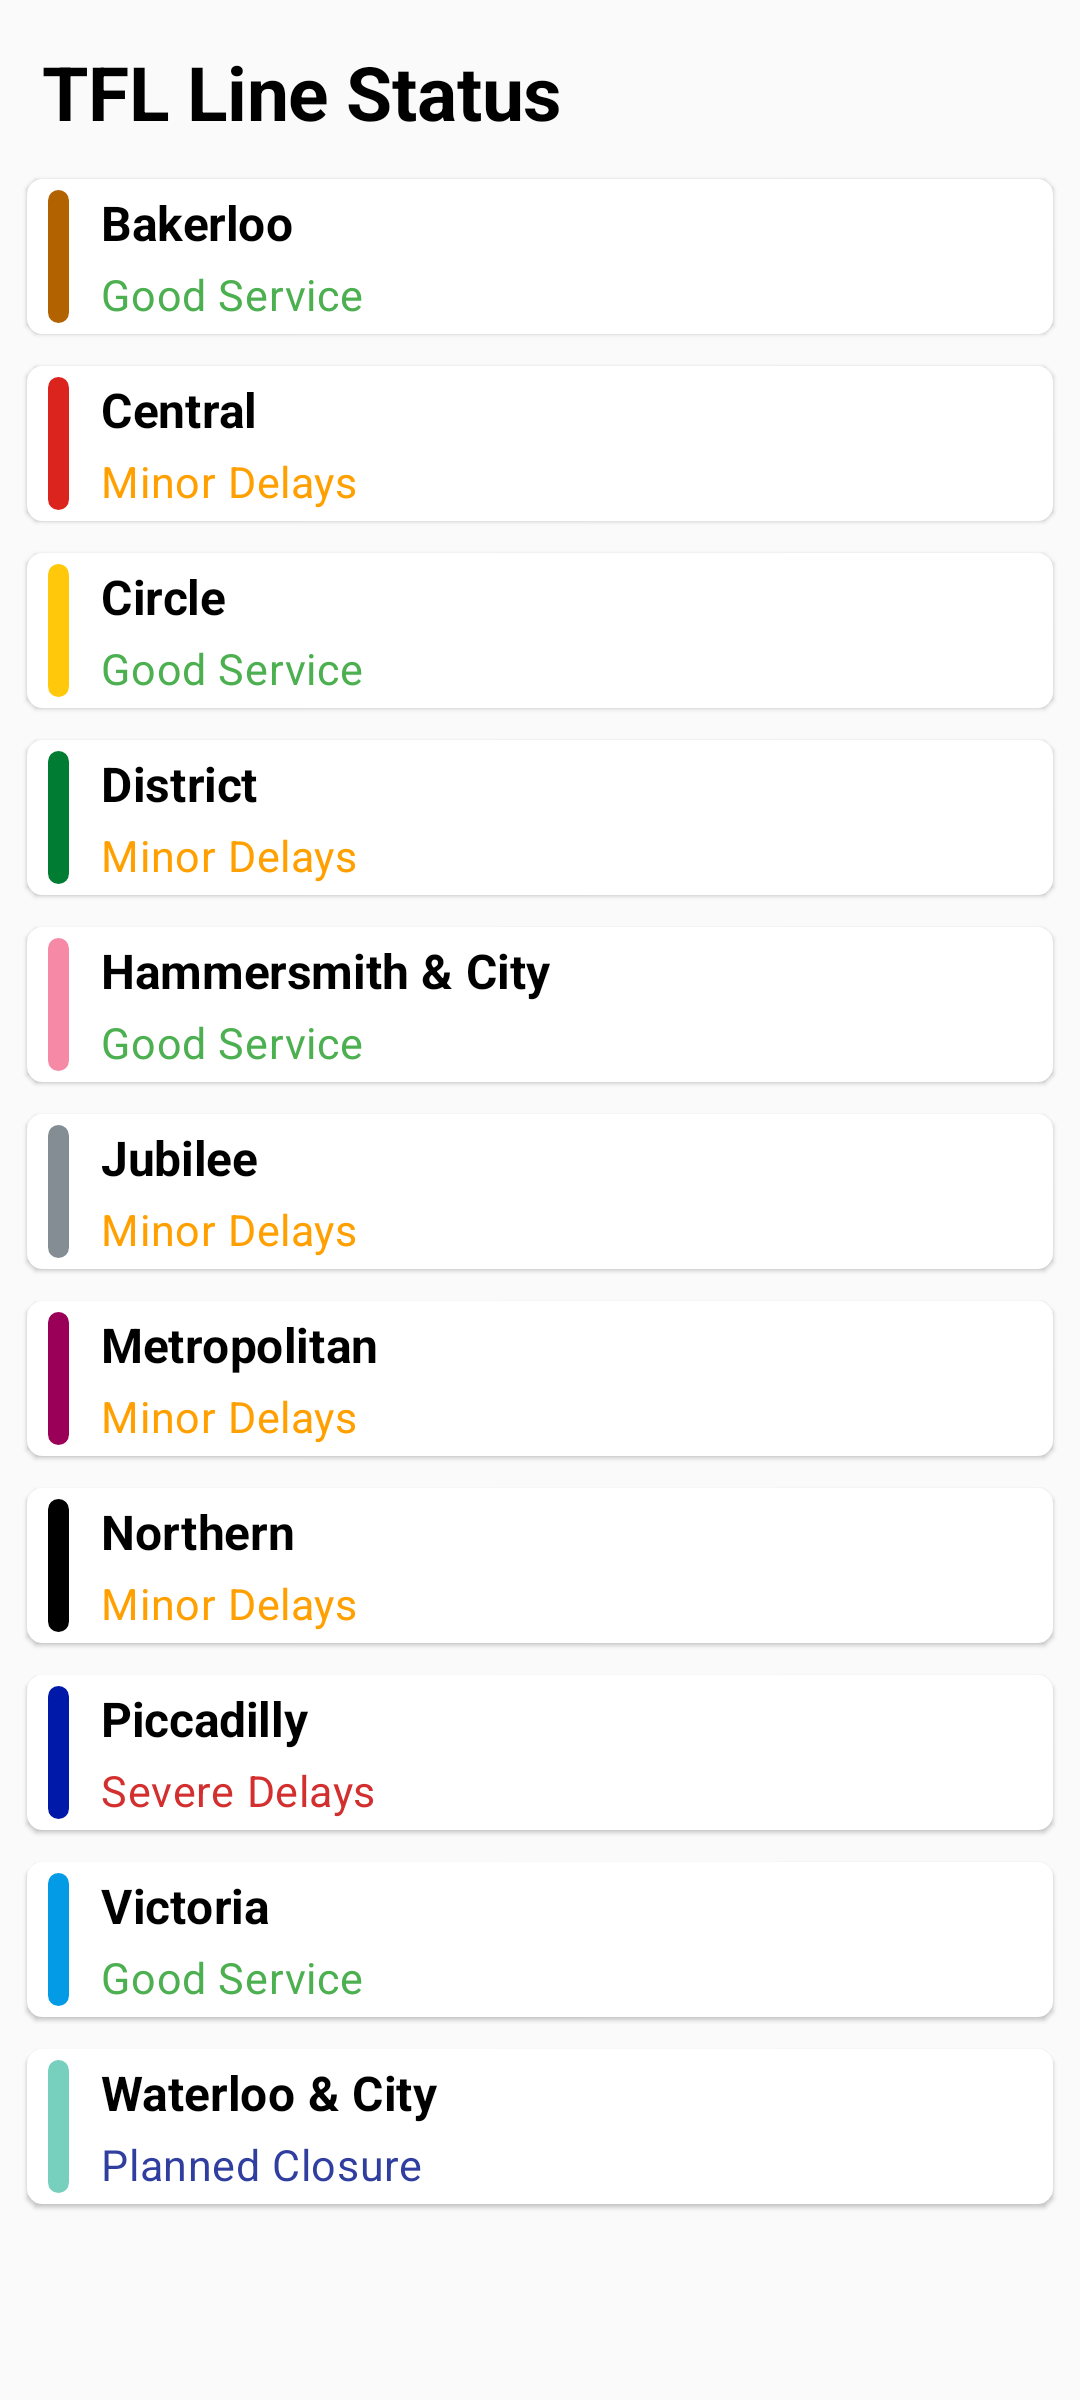 TFL Line Status
Bakerloo
Good Service
Central
Minor Delays
Circle
Good Service
District
Minor Delays
Hammersmith & City
Good Service
Jubilee
Minor Delays
Metropolitan
Minor Delays
Northern
Minor Delays
Piccadilly
Severe Delays
Victoria
Good Service
Waterloo & City
Planned Closure